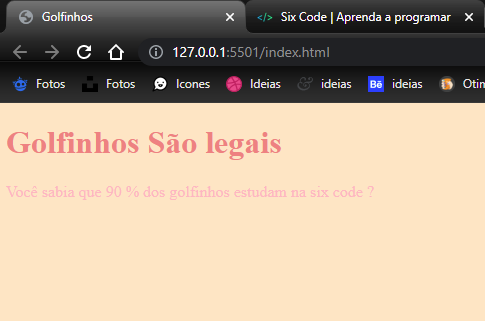 Golfinhos
Six Code | Aprenda a programar
127.0.0.1:5501/index.html
Fotos
Fotos
Icones
Ideias
ideias
Bē
ideias
Otim
Golfinhos São legais
Você sabia que 90 % dos golfinhos estudam na six code ?